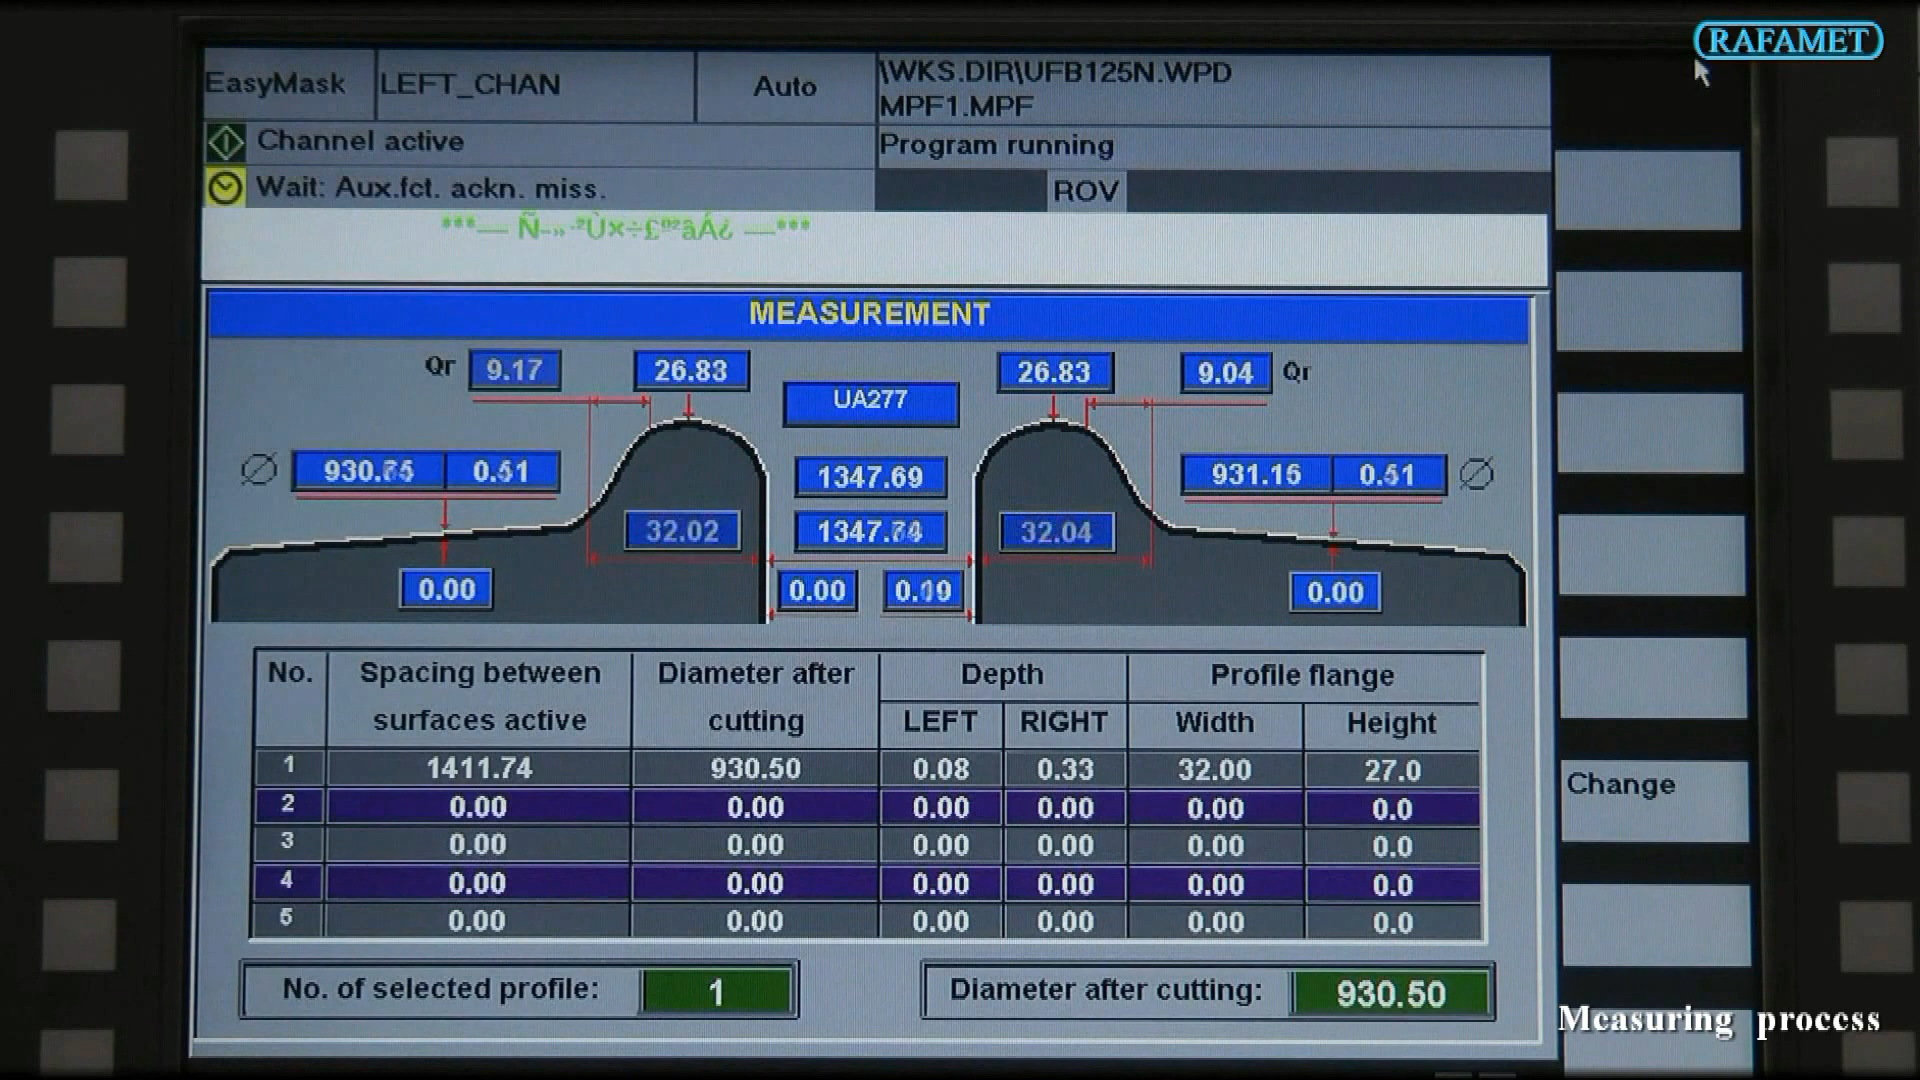 RAFAMET
EasyMask LEFT_CHAN Auto \WKS.DIR\UFB125N.WPD
MPF1.MPF
Channel active Program running
Wait: Aux.fct. ackn. miss. ROV
***— Ñ-»·²Ù×÷£º²âÁ¿ —***
MEASUREMENT
Qr 9.17 26.83 26.83 9.04 Qr
UA277
∅ 0.51 931.15 0.51 ∅
1347.69
32.02 32.04
0.00 0.00 0.00
No. Spacing between Diameter after Depth Profile flange
surfaces active cutting LEFT RIGHT Width Height
1 1411.74 930.50 0.08 0.33 32.00 27.0
2 0.00 0.00 0.00 0.00 0.00 0.0
3 0.00 0.00 0.00 0.00 0.00 0.0
4 0.00 0.00 0.00 0.00 0.00 0.0
5 0.00 0.00 0.00 0.00 0.00 0.0
Change
No. of selected profile: 1 Diameter after cutting: 930.50
Measuring process